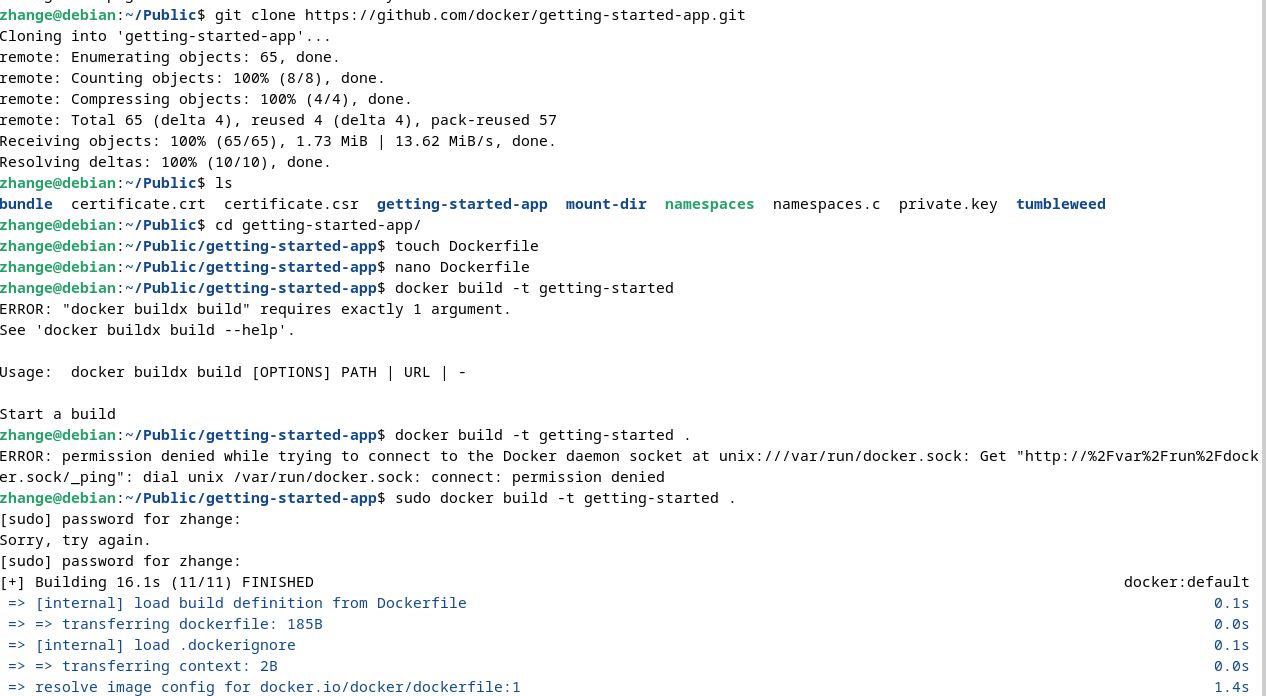 zhange@debian:~/Public$ git clone https://github.com/docker/getting-started-app.git
Cloning into 'getting-started-app'...
remote: Enumerating objects: 65, done.
remote: Counting objects: 100% (8/8), done.
remote: Compressing objects: 100% (4/4), done.
remote: Total 65 (delta 4), reused 4 (delta 4), pack-reused 57
Receiving objects: 100% (65/65), 1.73 MiB | 13.62 MiB/s, done.
Resolving deltas: 100% (10/10), done.
zhange@debian:~/Public$ ls
bundle  certificate.crt  certificate.csr  getting-started-app  mount-dir  namespaces  namespaces.c  private.key  tumbleweed
zhange@debian:~/Public$ cd getting-started-app/
zhange@debian:~/Public/getting-started-app$ touch Dockerfile
zhange@debian:~/Public/getting-started-app$ nano Dockerfile
zhange@debian:~/Public/getting-started-app$ docker build -t getting-started
ERROR: "docker buildx build" requires exactly 1 argument.
See 'docker buildx build --help'.
Usage:  docker buildx build [OPTIONS] PATH | URL | -
Start a build
zhange@debian:~/Public/getting-started-app$ docker build -t getting-started .
ERROR: permission denied while trying to connect to the Docker daemon socket at unix:///var/run/docker.sock: Get "http://%2Fvar%2Frun%2Fdock
er.sock/_ping": dial unix /var/run/docker.sock: connect: permission denied
zhange@debian:~/Public/getting-started-app$ sudo docker build -t getting-started .
[sudo] password for zhange:
Sorry, try again.
[sudo] password for zhange:
[+] Building 16.1s (11/11) FINISHED docker:default
=> [internal] load build definition from Dockerfile 0.1s
=> => transferring dockerfile: 185B 0.0s
=> [internal] load .dockerignore 0.1s
=> => transferring context: 2B 0.0s
=> resolve image config for docker.io/docker/dockerfile:1 1.4s